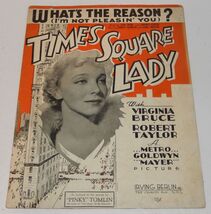 WHAT'S THE REASON?
(I'M NOT PLEASIN' YOU)
TIMES SQUARE
LADY
With
VIRGINIA
BRUCE
ROBERT
TAYLOR
A
METRO
GOLDWYN
MAYER
PICTURE
"PINKY" TOMLIN
IRVING BERLIN